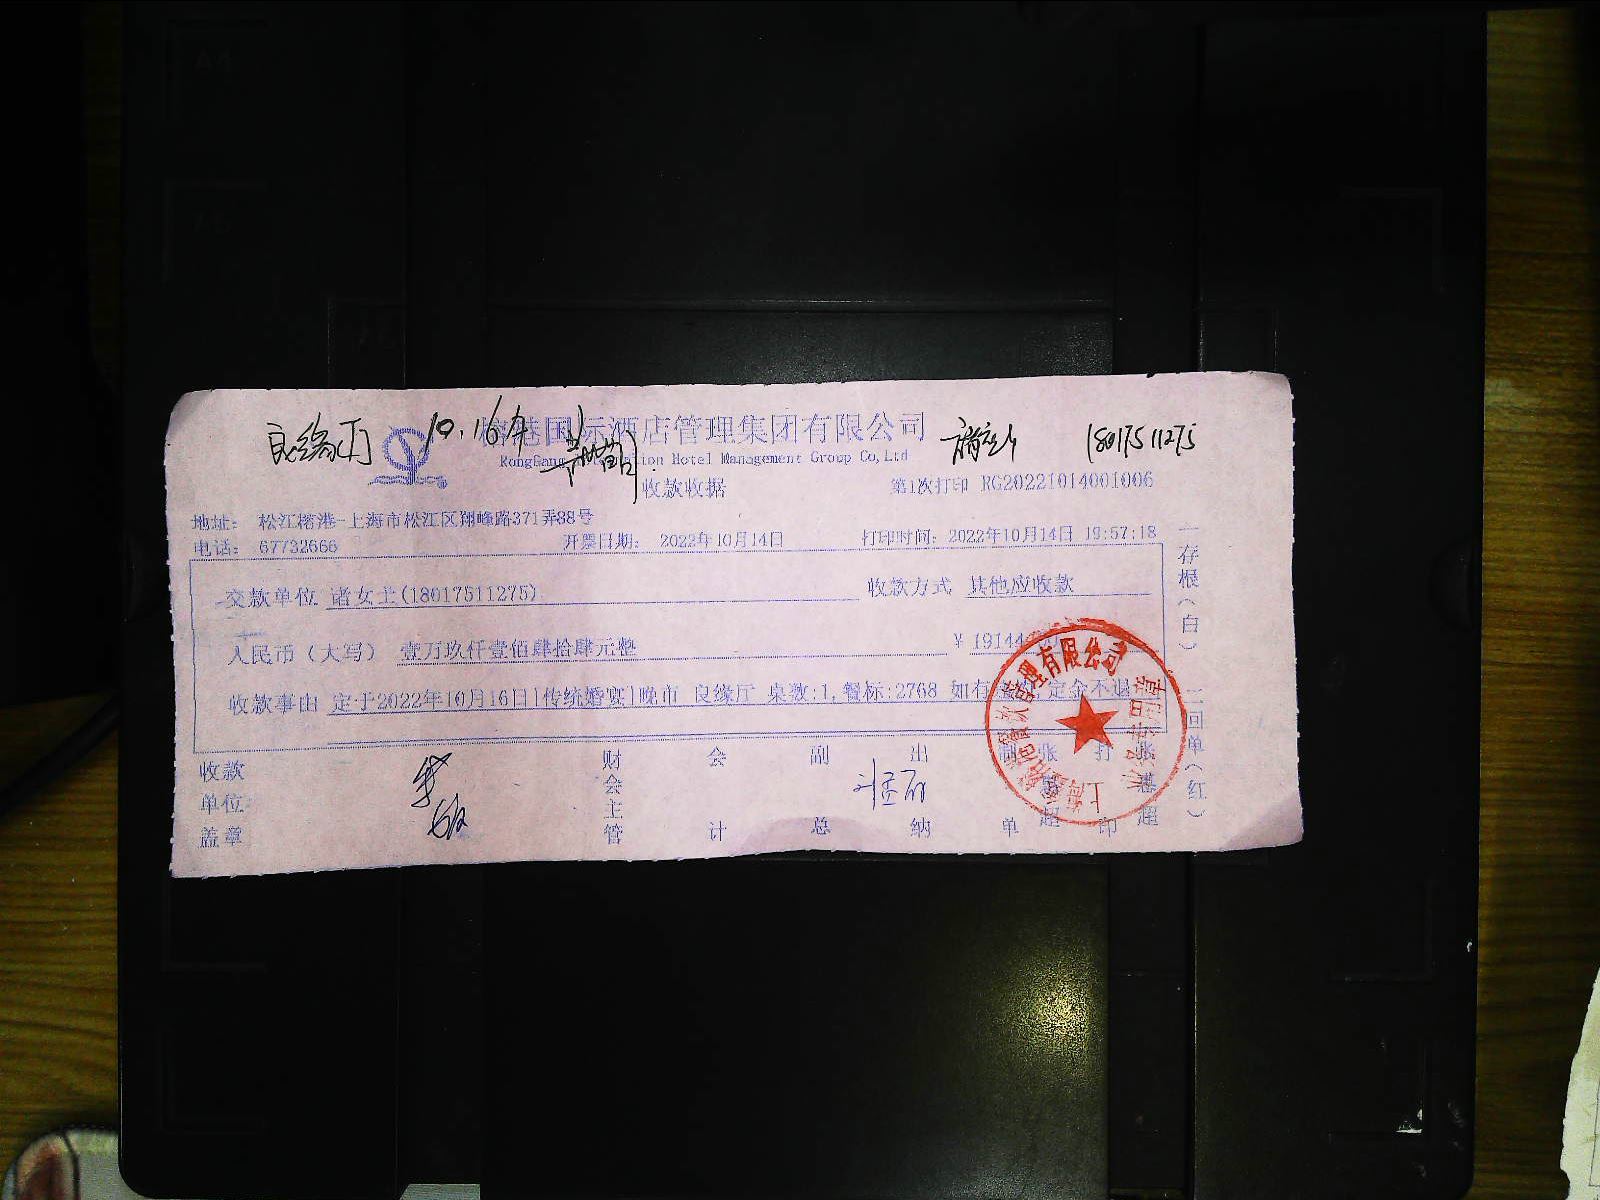 良缘厅 10.16 18017511275
港国际酒店管理集团有限公司
RongGang ion Hotel Management Group Co,Ltd
收款收据 第1次打印 RG20221014001006
地址: 松江榕港-上海市松江区翔峰路371弄88号
电话: 67732666 开票日期: 2022年10月14日 打印时间: 2022年10月14日 19:57:18
交款单位 诸女士(18017511275) 收款方式 其他应收款
人民币(大写) 壹万玖仟壹佰肆拾肆元整 ¥ 19144
收款事由 定于2022年10月16日|传统婚宴|晚市 良缘厅 桌数:1,餐标:2768 如有 定金不退
收款单位盖章 财会主管 会计 副总 出纳 制单 张 超 打印 张 超
一存根(白) 二回单(红)
管理有限公司
上海